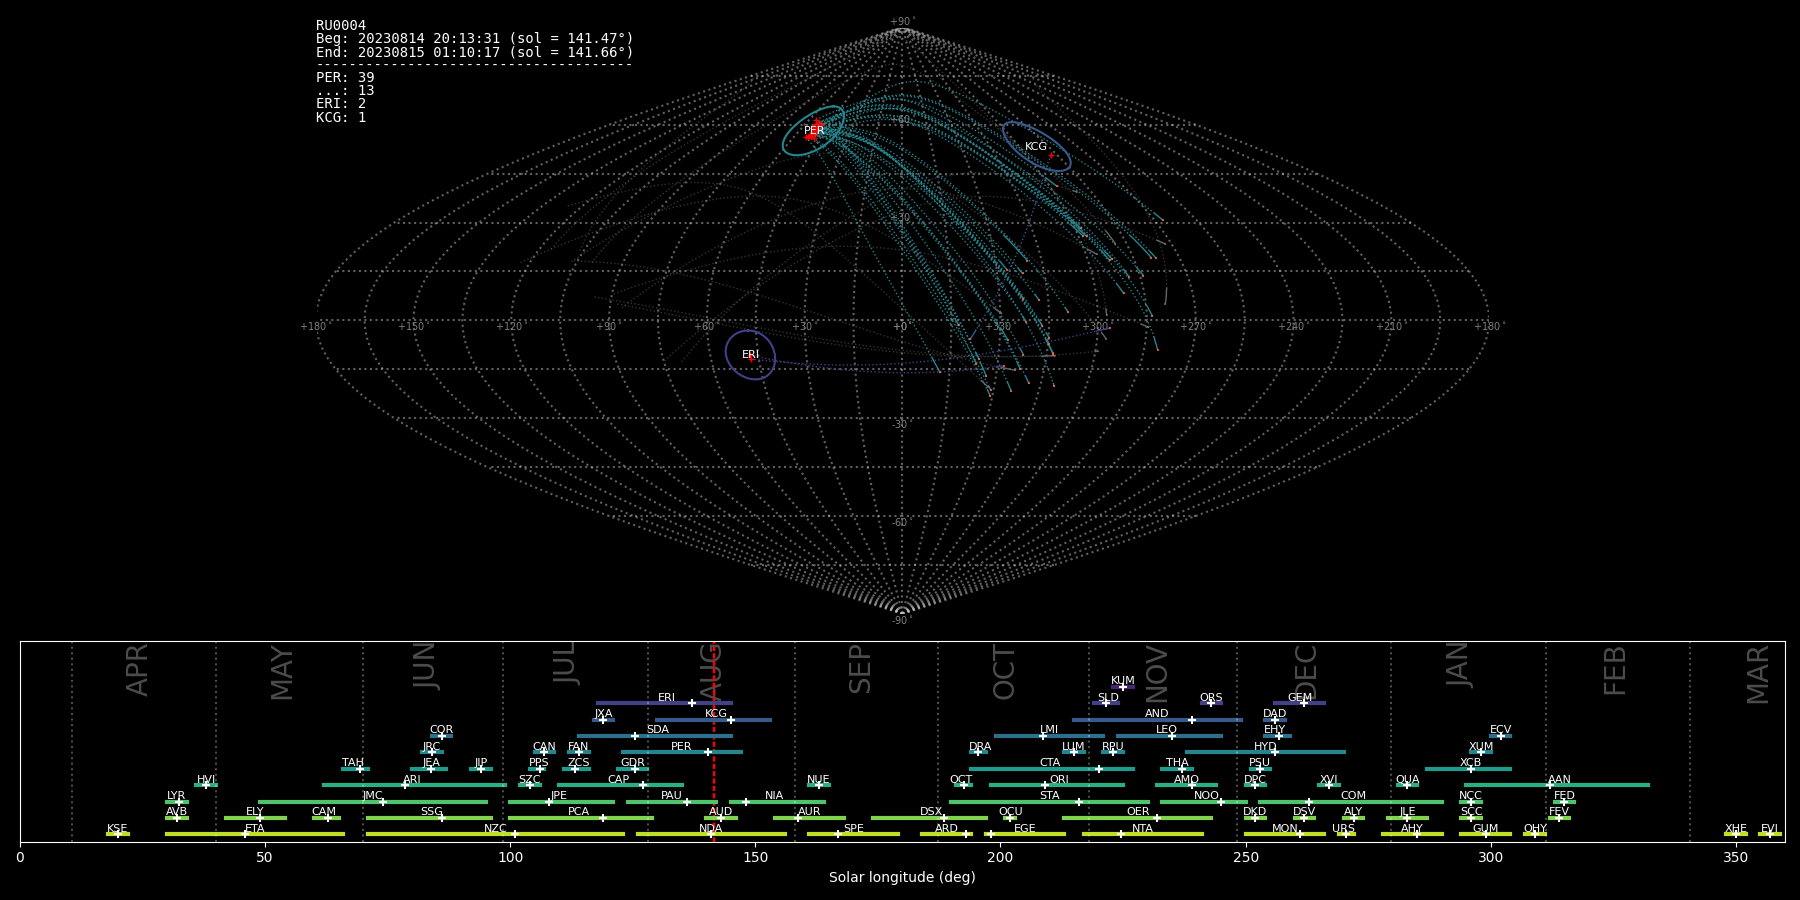 RU0004
Beg: 20230814 20:13:31 (sol = 141.47°)
End: 20230815 01:10:17 (sol = 141.66°)
-------------------------------------
PER: 39
...: 13
ERI: 2
KCG: 1
+90°
+60°
PER
KCG
+30°
+180° +150° +120° +90° +60° +30° +0° +330° +300° +270° +240° +210° +180°
ERI
-30°
-60°
-90°
APR MAY JUN JUL AUG SEP OCT NOV DEC JAN FEB MAR
KUM
ERI SLD ORS GEM
JXA KCG AND DAD
COR SDA LMI LEO EHY ECV
JRC CAN FAN PER DRA LUM RPU HYD XUM
TAH JEA JIP PPS ZCS GDR CTA THA PSU XCB
HVI ARI SZC CAP NUE OCT ORI AMO DPC XVI QUA AAN
LYR JMC JPE PAU NIA STA NOO COM NCC FED
AVB ELY CAM SSG PCA AUD AUR DSX OCU OER DKD DSV ALY JLE SCC FEV
KSE ETA NZC NDA SPE ARD EGE NTA MON URS AHY GUM OHY XHE EVI
0 50 100 150 200 250 300 350
Solar longitude (deg)